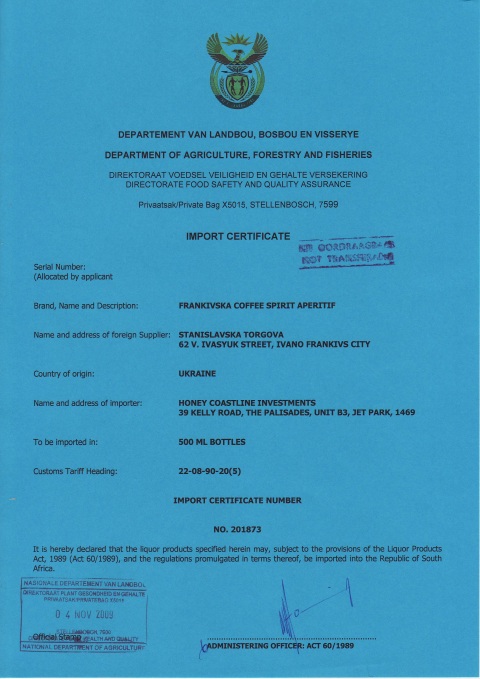 DEPARTEMENT VAN LANDBOU, BOSBOU EN VISSERYE
DEPARTMENT OF AGRICULTURE, FORESTRY AND FISHERIES
DIREKTORAAT VOEDSEL VEILIGHEID EN GEHALTE VERSEKERING
DIRECTORATE FOOD SAFETY AND QUALITY ASSURANCE
Privaatsak/Private Bag X5015, STELLENBOSCH, 7599
IMPORT CERTIFICATE
NIE OORDRAAGBAAR
NOT TRANSFERABLE
Serial Number:
(Allocated by applicant
Brand, Name and Description: FRANKIVSKA COFFEE SPIRIT APERITIF
Name and address of foreign Supplier: STANISLAVSKA TORGOVA
62 V. IVASYUK STREET, IVANO FRANKIVS CITY
Country of origin: UKRAINE
Name and address of importer: HONEY COASTLINE INVESTMENTS
39 KELLY ROAD, THE PALISADES, UNIT B3, JET PARK, 1469
To be imported in: 500 ML BOTTLES
Customs Tariff Heading: 22-08-90-20(5)
IMPORT CERTIFICATE NUMBER
NO. 201873
It is hereby declared that the liquor products specified herein may, subject to the provisions of the Liquor Products
Act, 1989 (Act 60/1989), and the regulations promulgated in terms thereof, be imported into the Republic of South
Africa.
NASIONALE DEPARTEMENT VAN LANDBOU
DIREKTORAAT PLANT GESONDHEID EN GEHALTE
04 NOV 2009
STELLENBOSCH, 7599
HEALTH AND QUALITY
Official Stamp
NATIONAL DEPARTMENT OF AGRICULTURE
ADMINISTERING OFFICER: ACT 60/1989